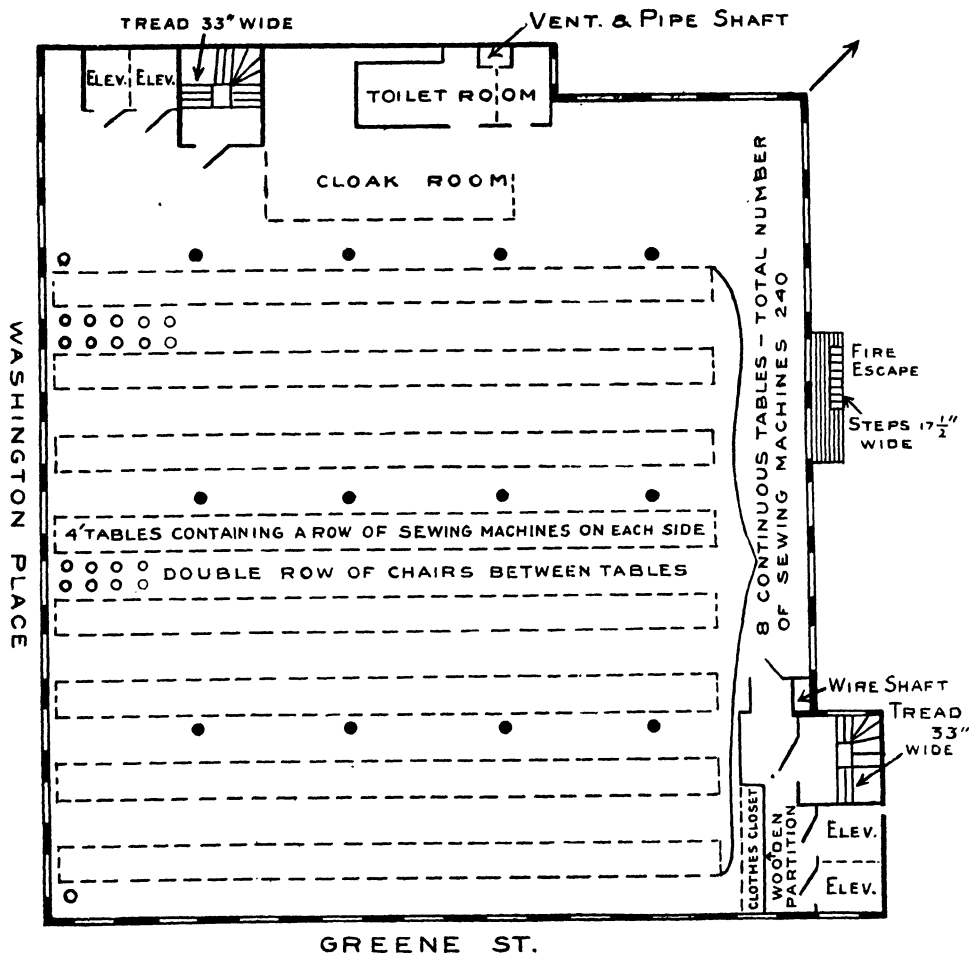 TREAD 33" WIDE
VENT. & PIPE SHAFT
ELEV.
ELEV.
TOILET ROOM
CLOAK ROOM
WASHINGTON PLACE
8 CONTINUOUS TABLES - TOTAL NUMBER
OF SEWING MACHINES 240
FIRE
ESCAPE
STEPS 17 1/2"
WIDE
4' TABLES CONTAINING A ROW OF SEWING MACHINES ON EACH SIDE
DOUBLE ROW OF CHAIRS BETWEEN TABLES
WIRE SHAFT
TREAD
33"
WIDE
CLOTHES CLOSET
WOODEN
PARTITION
ELEV.
ELEV.
GREENE ST.